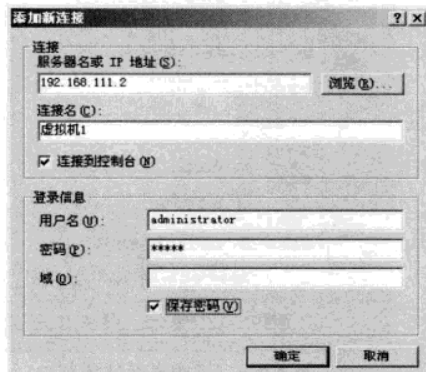 添加新连接
连接
服务器名或 IP 地址(S):
192.168.111.2
浏览(R)...
连接名(C):
虚拟机1
连接到控制台(N)
登录信息
用户名(U):
administrator
密码(P):
*****
域(O):
保存密码(V)
确定
取消